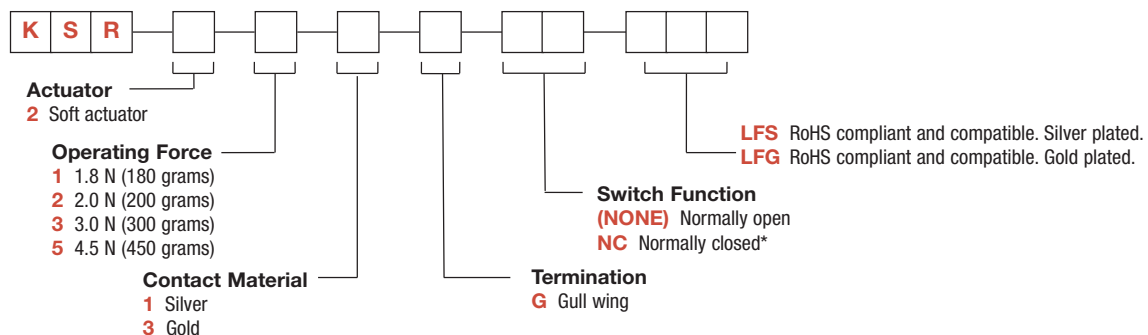 K S R
Actuator
2 Soft actuator
Operating Force
1 1.8 N (180 grams)
2 2.0 N (200 grams)
3 3.0 N (300 grams)
5 4.5 N (450 grams)
Contact Material
1 Silver
3 Gold
Termination
G Gull wing
Switch Function
(NONE) Normally open
NC Normally closed*
LFS RoHS compliant and compatible. Silver plated.
LFG RoHS compliant and compatible. Gold plated.